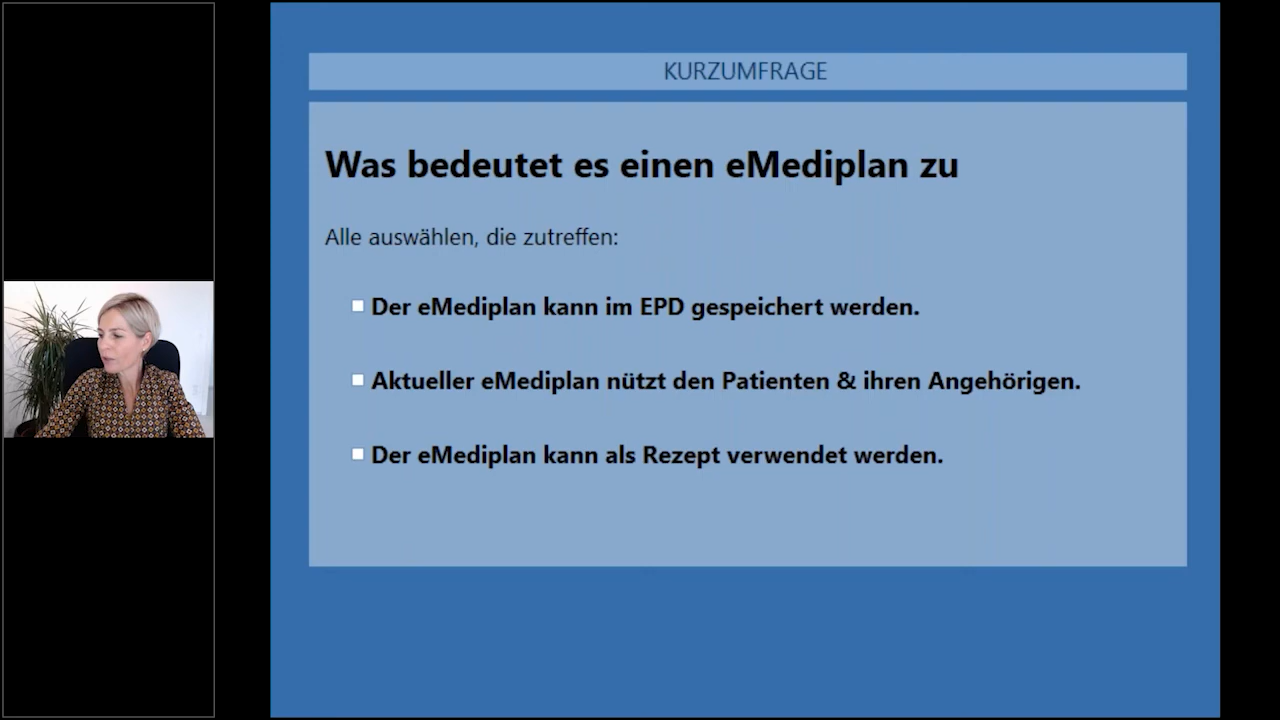 KURZUMFRAGE
Was bedeutet es einen eMediplan zu
Alle auswählen, die zutreffen:
Der eMediplan kann im EPD gespeichert werden.
Aktueller eMediplan nützt den Patienten & ihren Angehörigen.
Der eMediplan kann als Rezept verwendet werden.